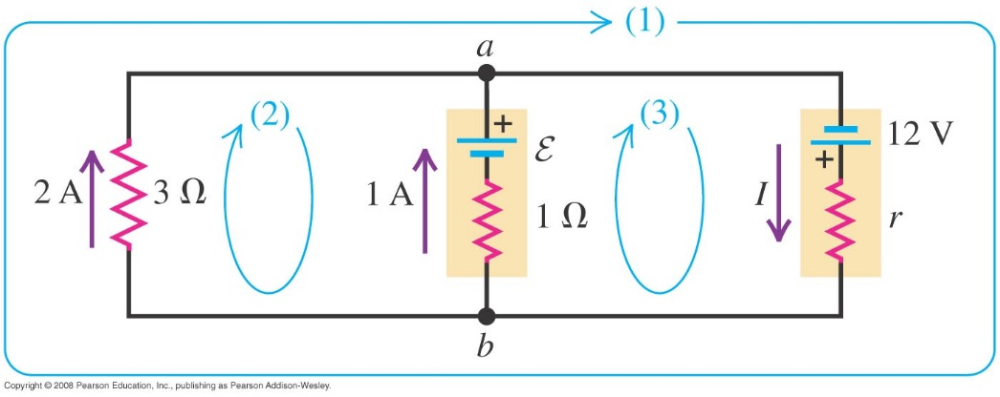 (1)
a
(2)
(3)
+
ℰ
12 V
+
2 A
3 Ω
1 A
1 Ω
I
r
b
Copyright © 2008 Pearson Education, Inc., publishing as Pearson Addison-Wesley.